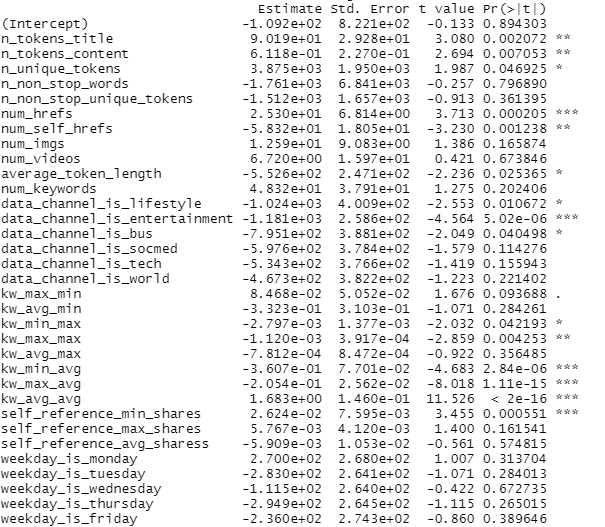 Estimate Std. Error t value Pr(>|t|)
(Intercept) -1.092e+02 8.221e+02 -0.133 0.894303
n_tokens_title 9.019e+01 2.928e+01 3.080 0.002072 **
n_tokens_content 6.118e-01 2.270e-01 2.694 0.007053 **
n_unique_tokens 3.875e+03 1.950e+03 1.987 0.046925 *
n_non_stop_words -1.761e+03 6.841e+03 -0.257 0.796890
n_non_stop_unique_tokens -1.512e+03 1.657e+03 -0.913 0.361395
num_hrefs 2.530e+01 6.814e+00 3.713 0.000205 ***
num_self_hrefs -5.832e+01 1.805e+01 -3.230 0.001238 **
num_imgs 1.259e+01 9.083e+00 1.386 0.165874
num_videos 6.720e+00 1.597e+01 0.421 0.673846
average_token_length -5.526e+02 2.471e+02 -2.236 0.025365 *
num_keywords 4.832e+01 3.791e+01 1.275 0.202406
data_channel_is_lifestyle -1.024e+03 4.009e+02 -2.553 0.010672 *
data_channel_is_entertainment -1.181e+03 2.586e+02 -4.564 5.02e-06 ***
data_channel_is_bus -7.951e+02 3.881e+02 -2.049 0.040498 *
data_channel_is_socmed -5.976e+02 3.784e+02 -1.579 0.114276
data_channel_is_tech -5.343e+02 3.766e+02 -1.419 0.155943
data_channel_is_world -4.673e+02 3.822e+02 -1.223 0.221402
kw_max_min 8.468e-02 5.052e-02 1.676 0.093688 .
kw_avg_min -3.323e-01 3.103e-01 -1.071 0.284261
kw_min_max -2.797e-03 1.377e-03 -2.032 0.042193 *
kw_max_max -1.120e-03 3.917e-04 -2.859 0.004253 **
kw_avg_max -7.812e-04 8.472e-04 -0.922 0.356485
kw_min_avg -3.607e-01 7.701e-02 -4.683 2.84e-06 ***
kw_max_avg -2.054e-01 2.562e-02 -8.018 1.11e-15 ***
kw_avg_avg 1.683e+00 1.460e-01 11.526 < 2e-16 ***
self_reference_min_shares 2.624e-02 7.595e-03 3.455 0.000551 ***
self_reference_max_shares 5.767e-03 4.120e-03 1.400 0.161541
self_reference_avg_sharess -5.909e-03 1.053e-02 -0.561 0.574815
weekday_is_monday 2.700e+02 2.680e+02 1.007 0.313704
weekday_is_tuesday -2.830e+02 2.641e+02 -1.071 0.284013
weekday_is_wednesday -1.115e+02 2.640e+02 -0.422 0.672735
weekday_is_thursday -2.949e+02 2.645e+02 -1.115 0.265015
weekday_is_friday -2.360e+02 2.743e+02 -0.860 0.389646